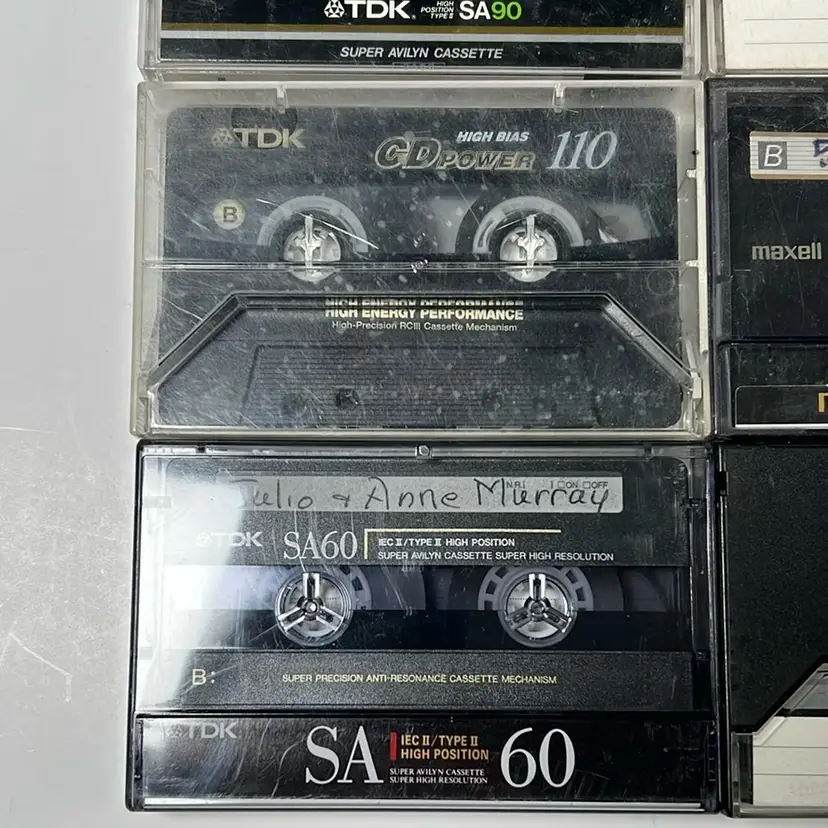 TDK. HIGH POSITION TYPE II SA90
SUPER AVILYN CASSETTE
TDK
HIGH BIAS
CD POWER 110
B
HIGH ENERGY PERFORMANCE
HIGH ENERGY PERFORMANCE
High-Precision RCIII Cassette Mechanism
B
maxell
N.R. ☐ON ☐OFF
Julio & Anne Murray
TDK SA60 IEC II/TYPE II HIGH POSITION
SUPER AVILYN CASSETTE SUPER HIGH RESOLUTION
B:
SUPER PRECISION ANTI-RESONANCE CASSETTE MECHANISM
TDK
SA IEC II/TYPE II
HIGH POSITION
SUPER AVILYN CASSETTE
SUPER HIGH RESOLUTION
60